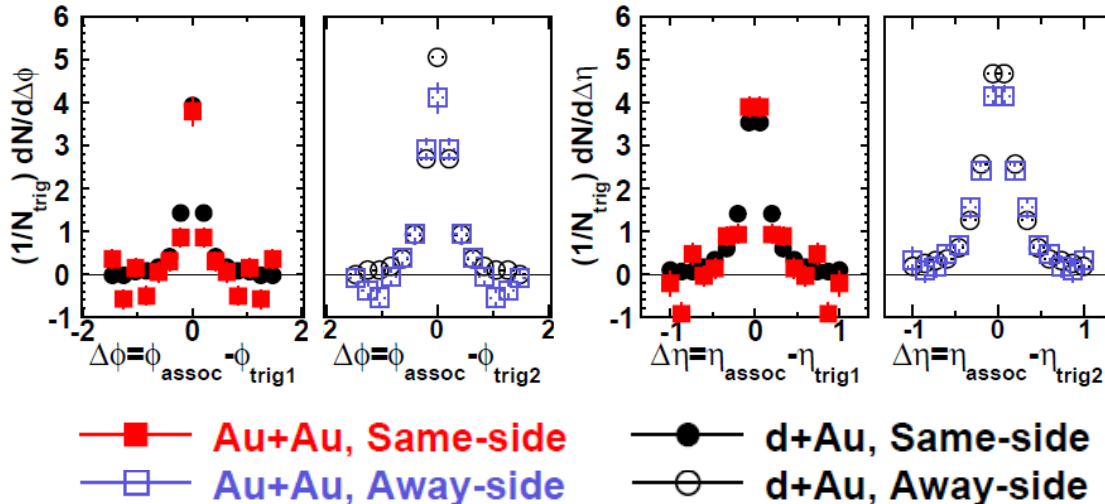 (1/N_trig) dN/dΔφ
6
5
4
3
2
1
0
-1
-2 0 2
Δφ=φ_assoc -φ_trig1
-2 0 2
Δφ=φ_assoc -φ_trig2
(1/N_trig) dN/dΔη
6
5
4
3
2
1
0
-1
-1 0 1
Δη=η_assoc -η_trig1
-1 0 1
Δη=η_assoc -η_trig2
Au+Au, Same-side
d+Au, Same-side
Au+Au, Away-side
d+Au, Away-side